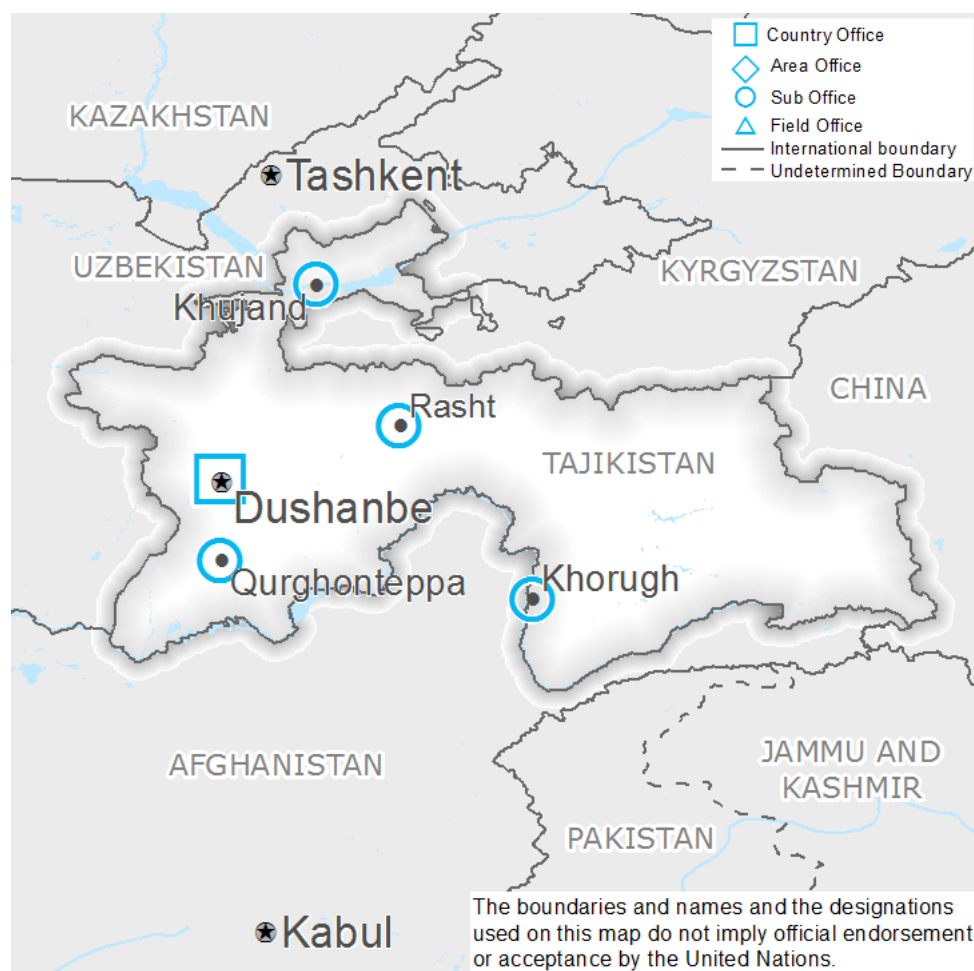 Country Office
Area Office
Sub Office
Field Office
International boundary
Undetermined Boundary
KAZAKHSTAN
Tashkent
UZBEKISTAN
KYRGYZSTAN
Khujand
CHINA
Rasht
TAJIKISTAN
Dushanbe
Qurghonteppa
Khorugh
AFGHANISTAN
JAMMU AND
KASHMIR
PAKISTAN
Kabul
The boundaries and names and the designations
used on this map do not imply official endorsement
or acceptance by the United Nations.